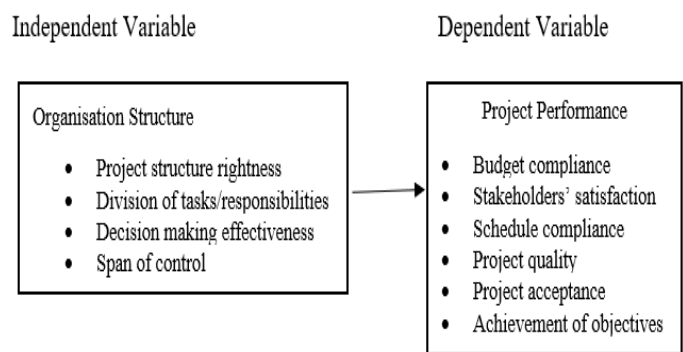 Independent Variable
Dependent Variable
Organisation Structure
• Project structure rightness
• Division of tasks/responsibilities
• Decision making effectiveness
• Span of control
Project Performance
• Budget compliance
• Stakeholders’ satisfaction
• Schedule compliance
• Project quality
• Project acceptance
• Achievement of objectives